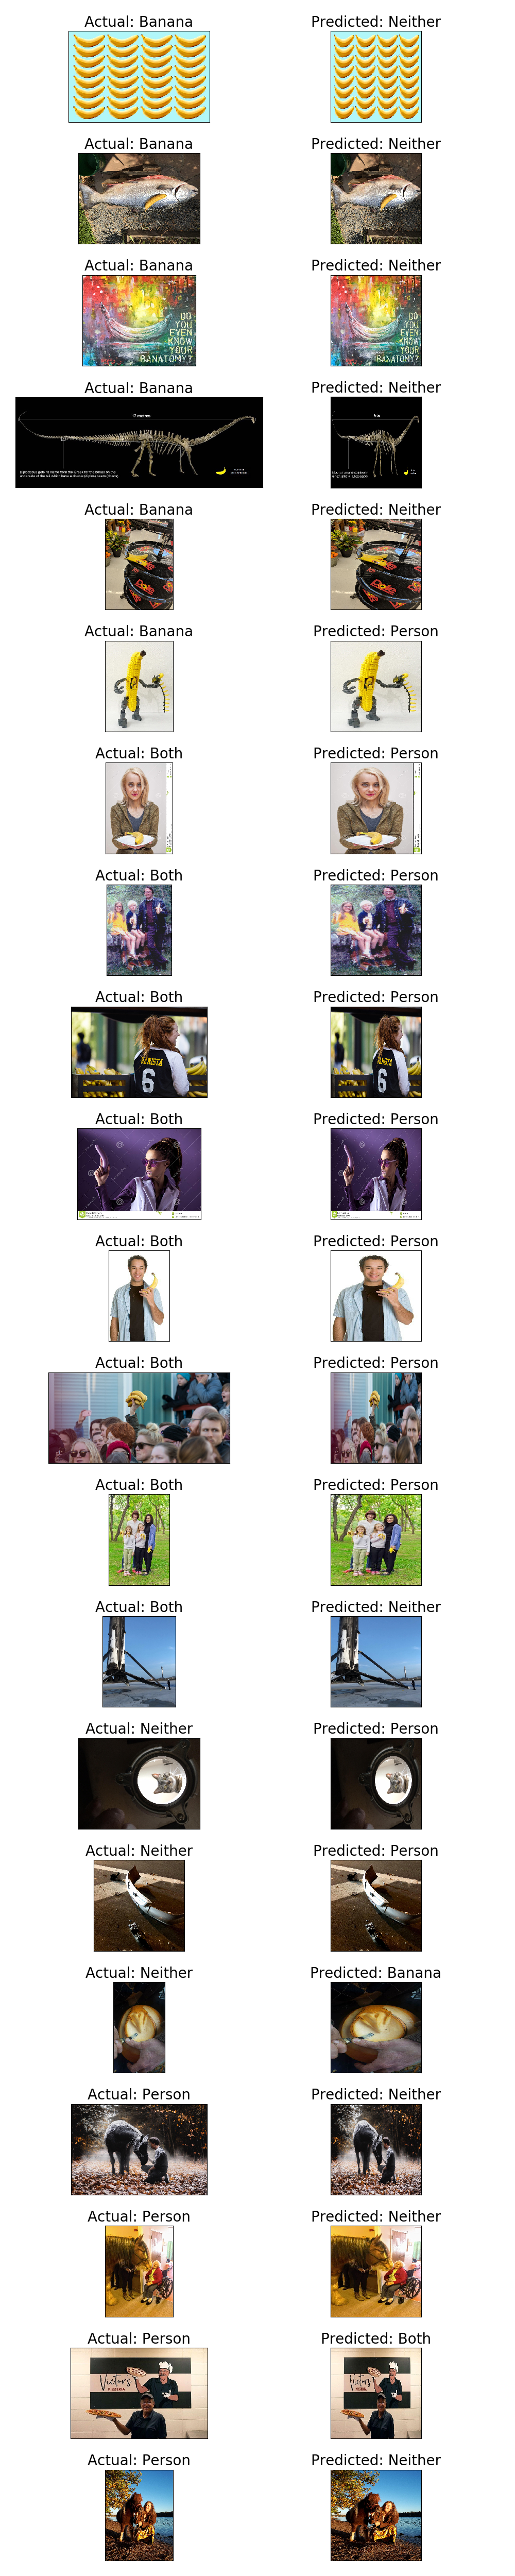 Actual: Banana Predicted: Neither
Actual: Banana Predicted: Neither
Actual: Banana Predicted: Neither
DO
YOU
EVEN
KNOW
YOUR
BANATOMY?
DO
YOU
EVEN
KNOW
YOUR
BANATOMY?
Actual: Banana Predicted: Neither
17 metres
Actual: Banana Predicted: Neither
Actual: Banana Predicted: Person
Actual: Both Predicted: Person
Actual: Both Predicted: Person
Actual: Both Predicted: Person
6
6
Actual: Both Predicted: Person
Actual: Both Predicted: Person
Actual: Both Predicted: Person
Actual: Both Predicted: Person
Actual: Both Predicted: Neither
Actual: Neither Predicted: Person
Actual: Neither Predicted: Person
Actual: Neither Predicted: Banana
Actual: Person Predicted: Neither
Actual: Person Predicted: Neither
Actual: Person Predicted: Both
Victor's
PIZZERIA
Victor's
Actual: Person Predicted: Neither